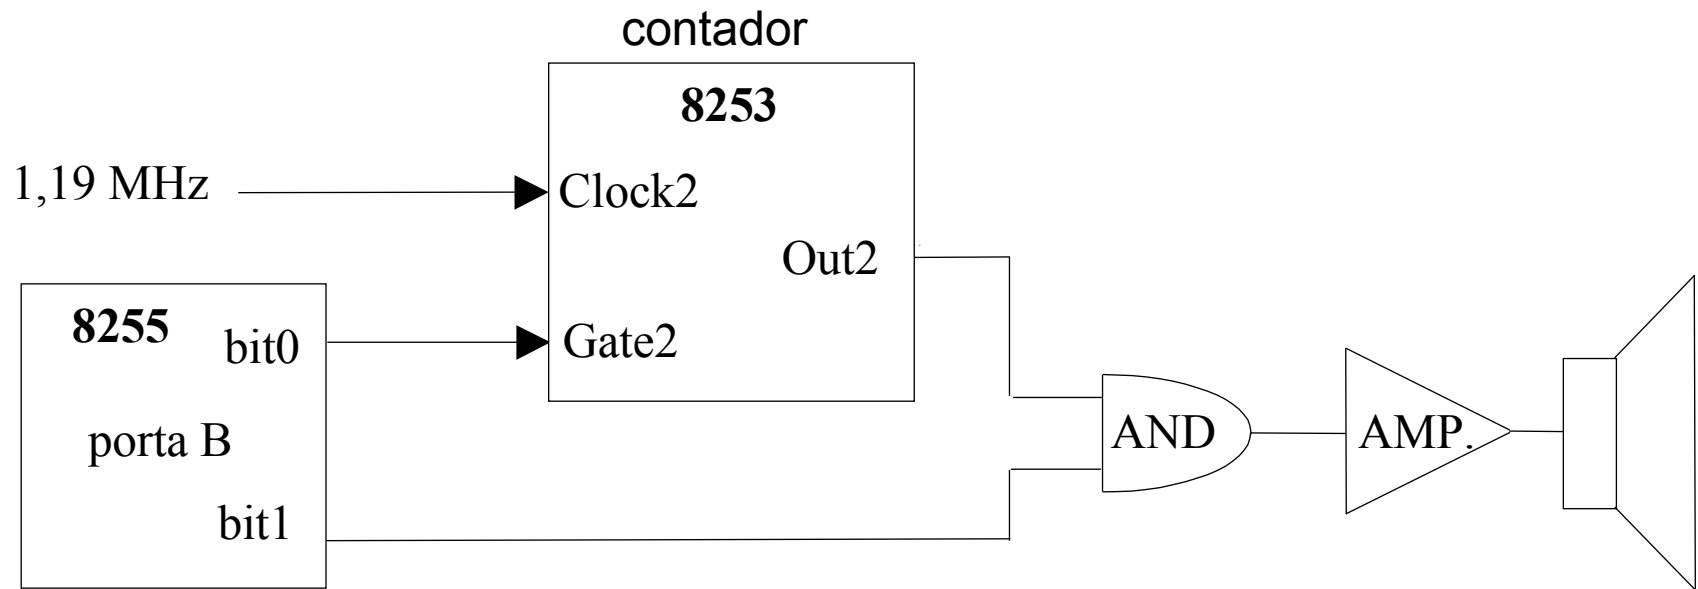 contador
8253
1,19 MHz
Clock2
Out2
8255
bit0
Gate2
porta B
AND
AMP.
bit1